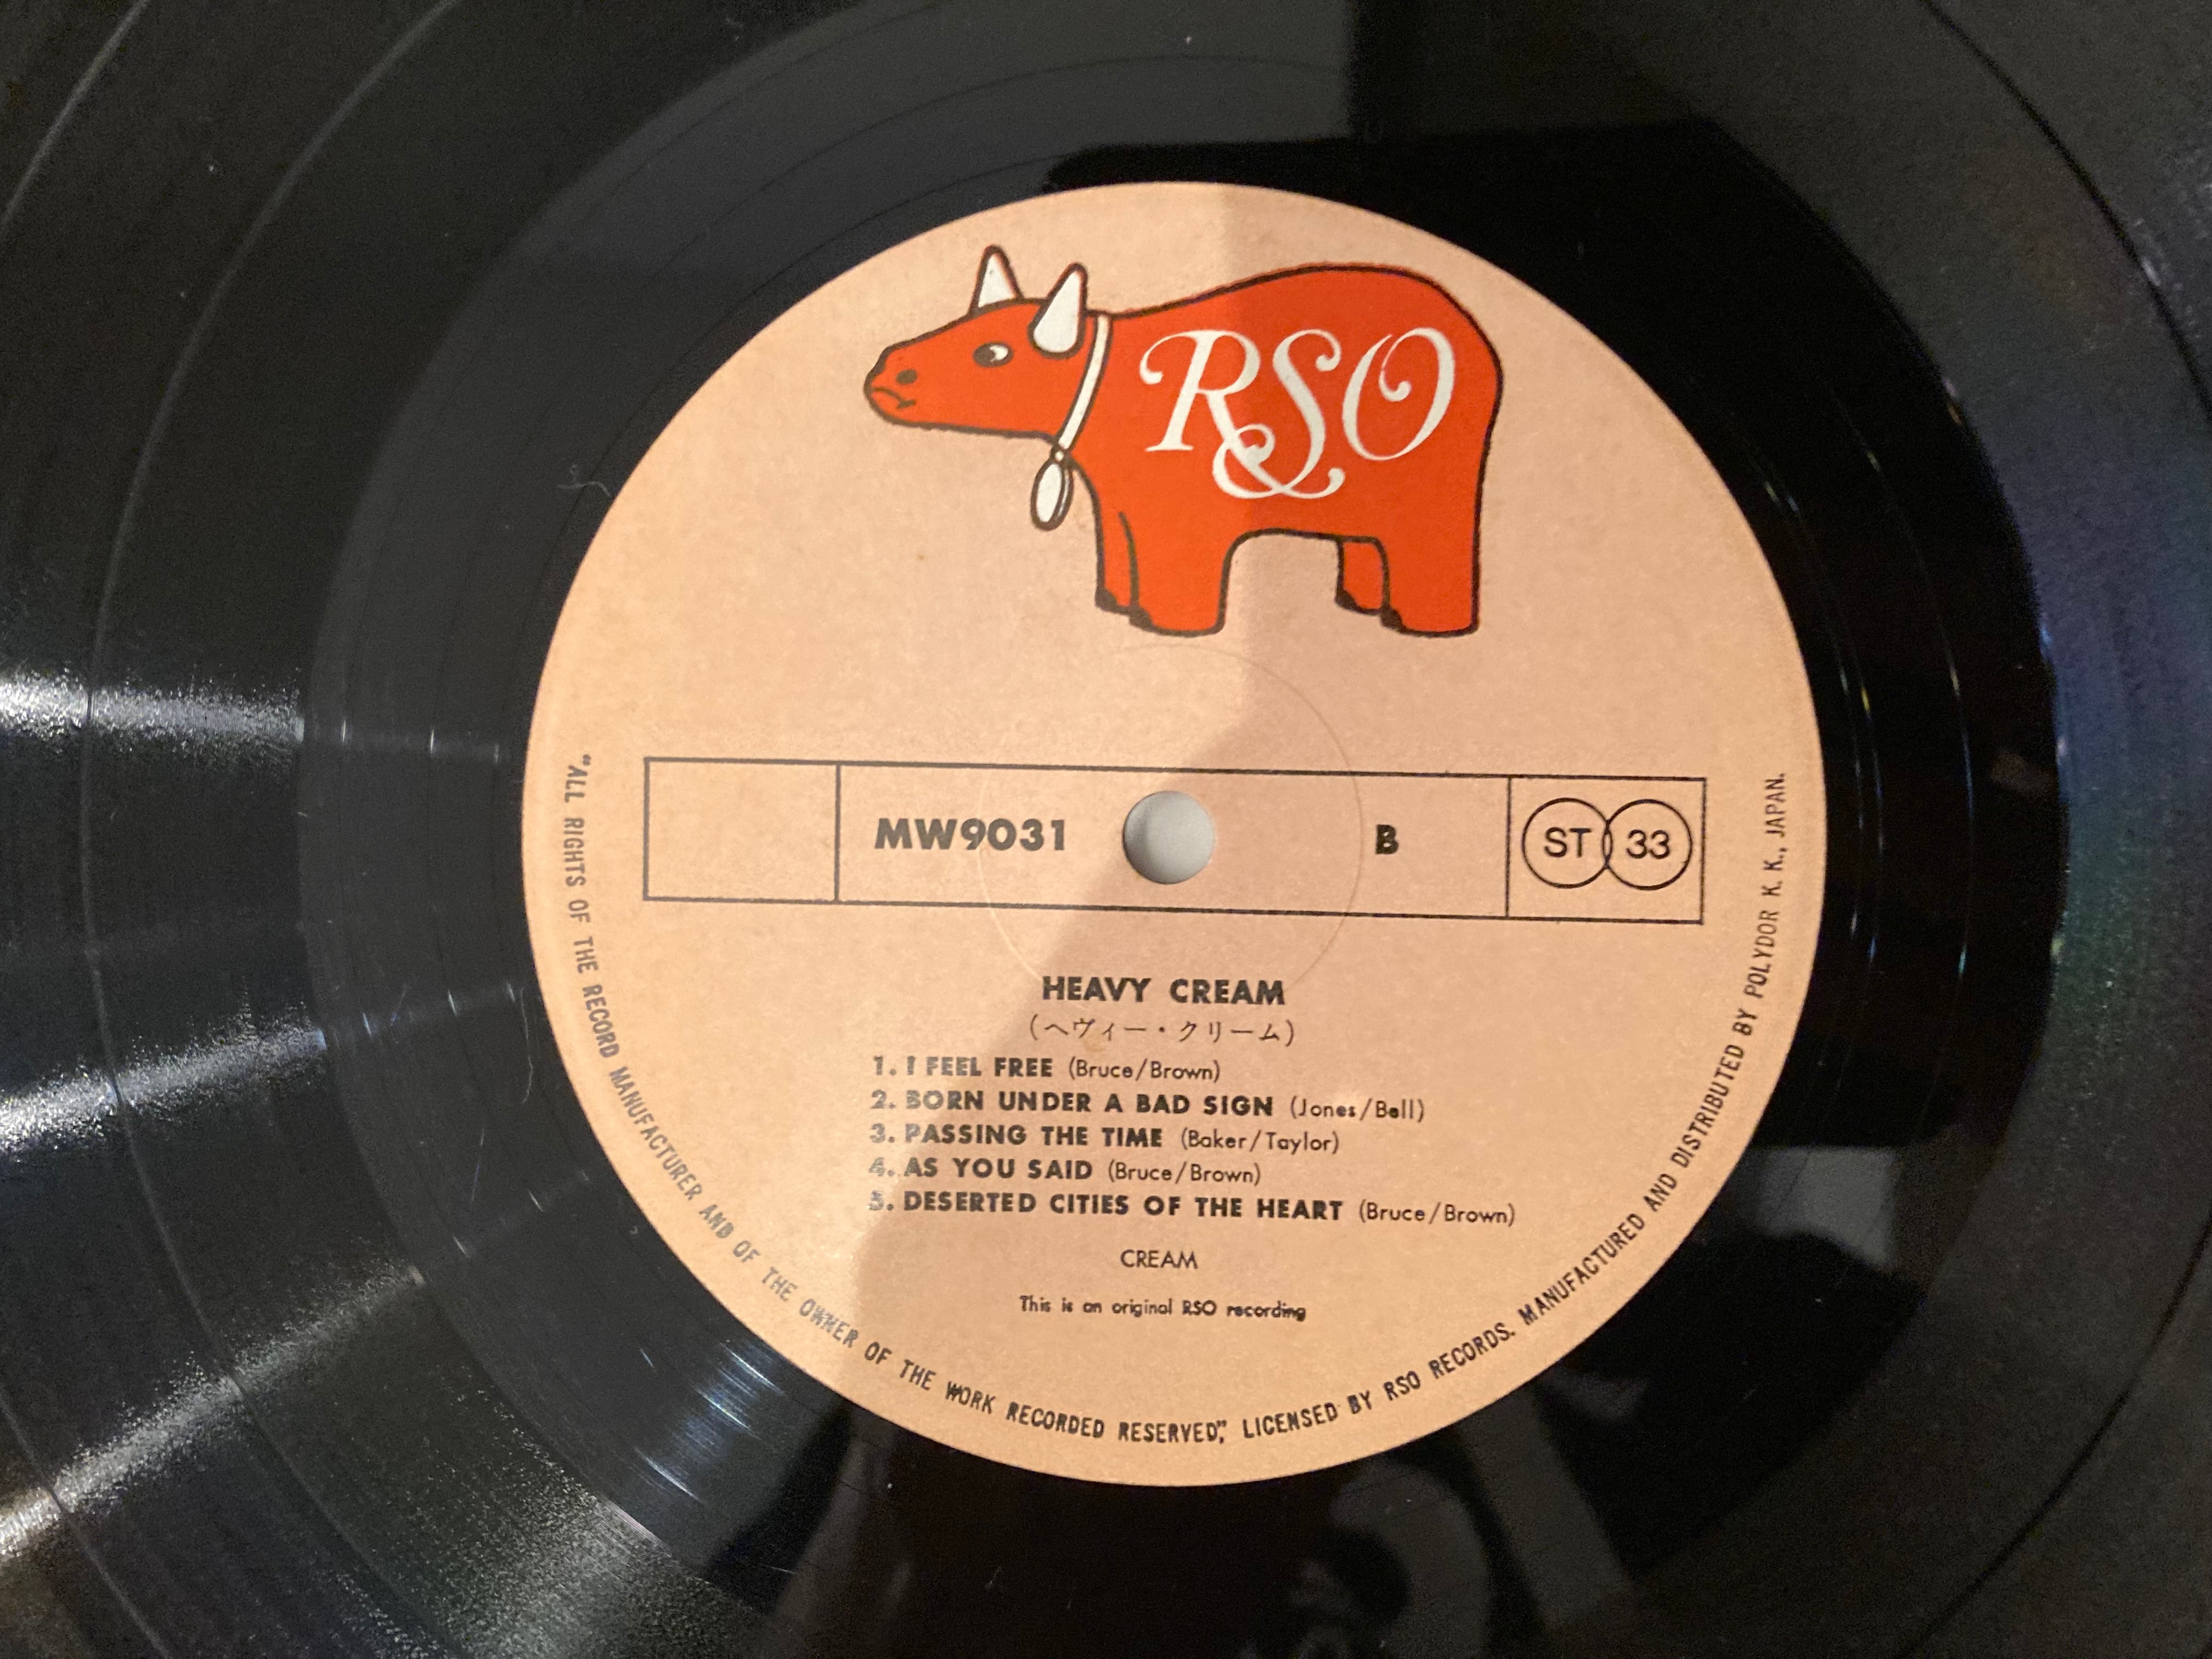 RSO
MW9031 B ST 33
HEAVY CREAM
(ヘヴィー・クリーム)
1. I FEEL FREE (Bruce/Brown)
2. BORN UNDER A BAD SIGN (Jones/Bell)
3. PASSING THE TIME (Baker/Taylor)
4. AS YOU SAID (Bruce/Brown)
5. DESERTED CITIES OF THE HEART (Bruce/Brown)
CREAM
This is an original RSO recording
"ALL RIGHTS OF THE RECORD MANUFACTURER AND OF THE OWNER OF THE WORK RECORDED RESERVED", LICENSED BY RSO RECORDS. MANUFACTURED AND DISTRIBUTED BY POLYDOR K. K., JAPAN.